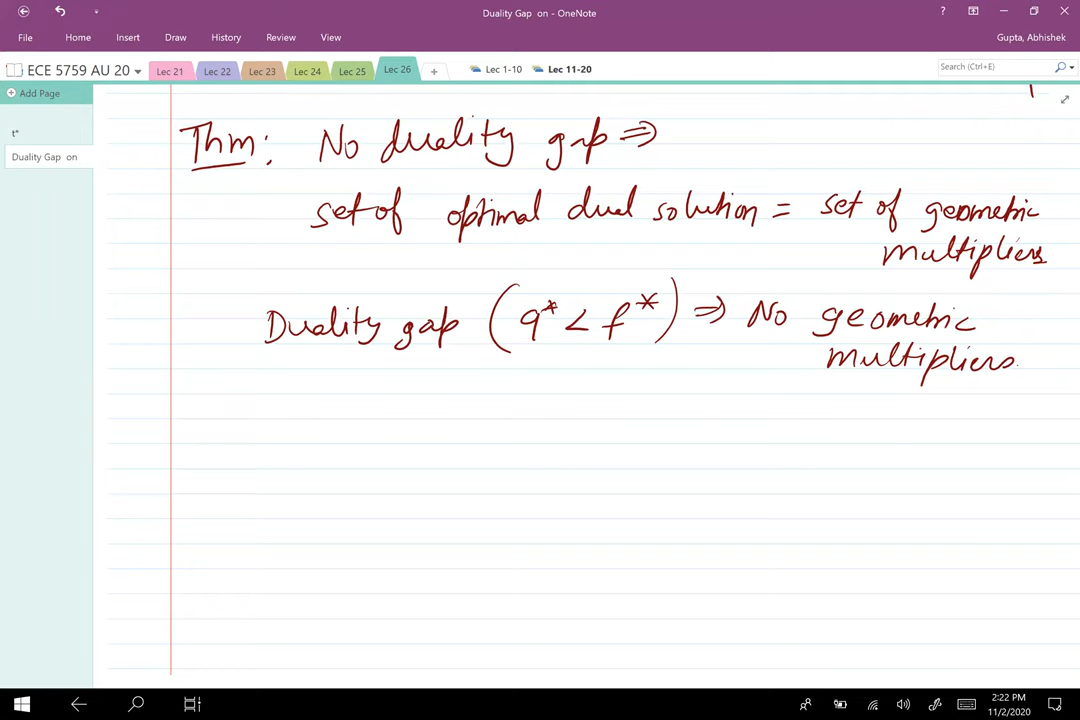 Duality Gap on - OneNote
File Home Insert Draw History Review View
Gupta, Abhishek
ECE 5759 AU 20 Lec 21 Lec 22 Lec 23 Lec 24 Lec 25 Lec 26 + Lec 1-10 Lec 11-20
Search (Ctrl+E)
Add Page
t*
Duality Gap on
Thm: No duality gap ⇒
set of optimal dual solution = set of geometric
multipliers
Duality gap (q* < f*) ⇒ No geometric
multipliers.
2:22 PM
11/2/2020